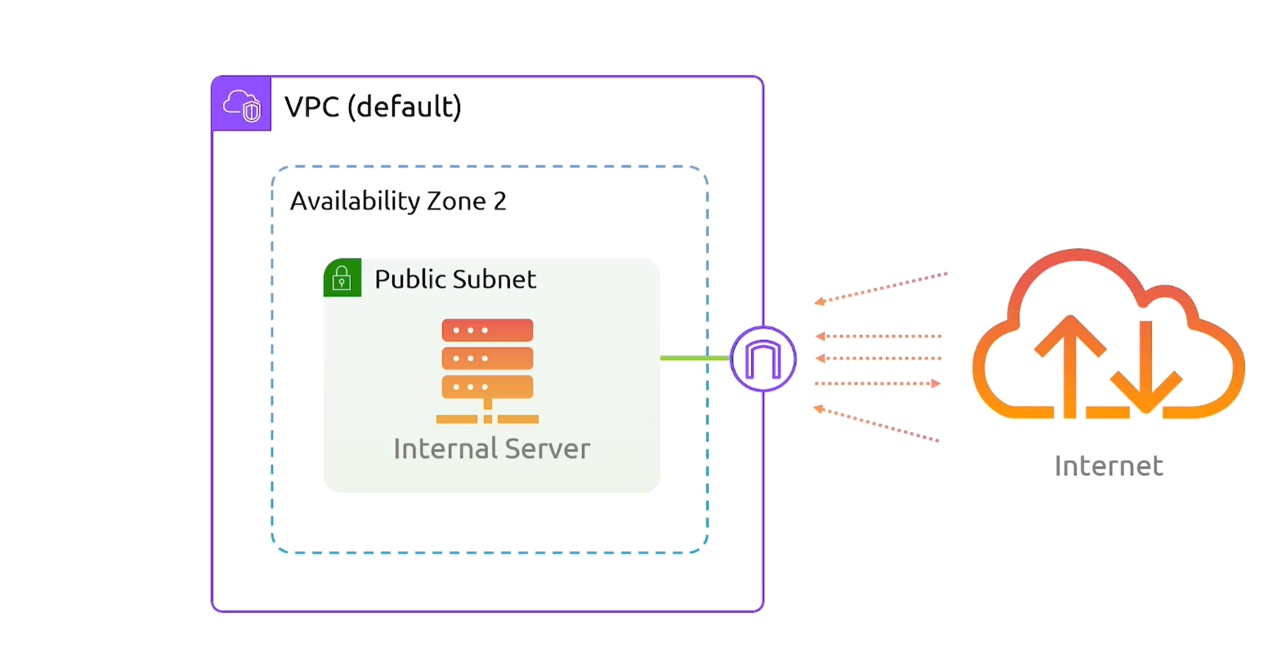 VPC (default)
Availability Zone 2
Public Subnet
Internal Server
Internet